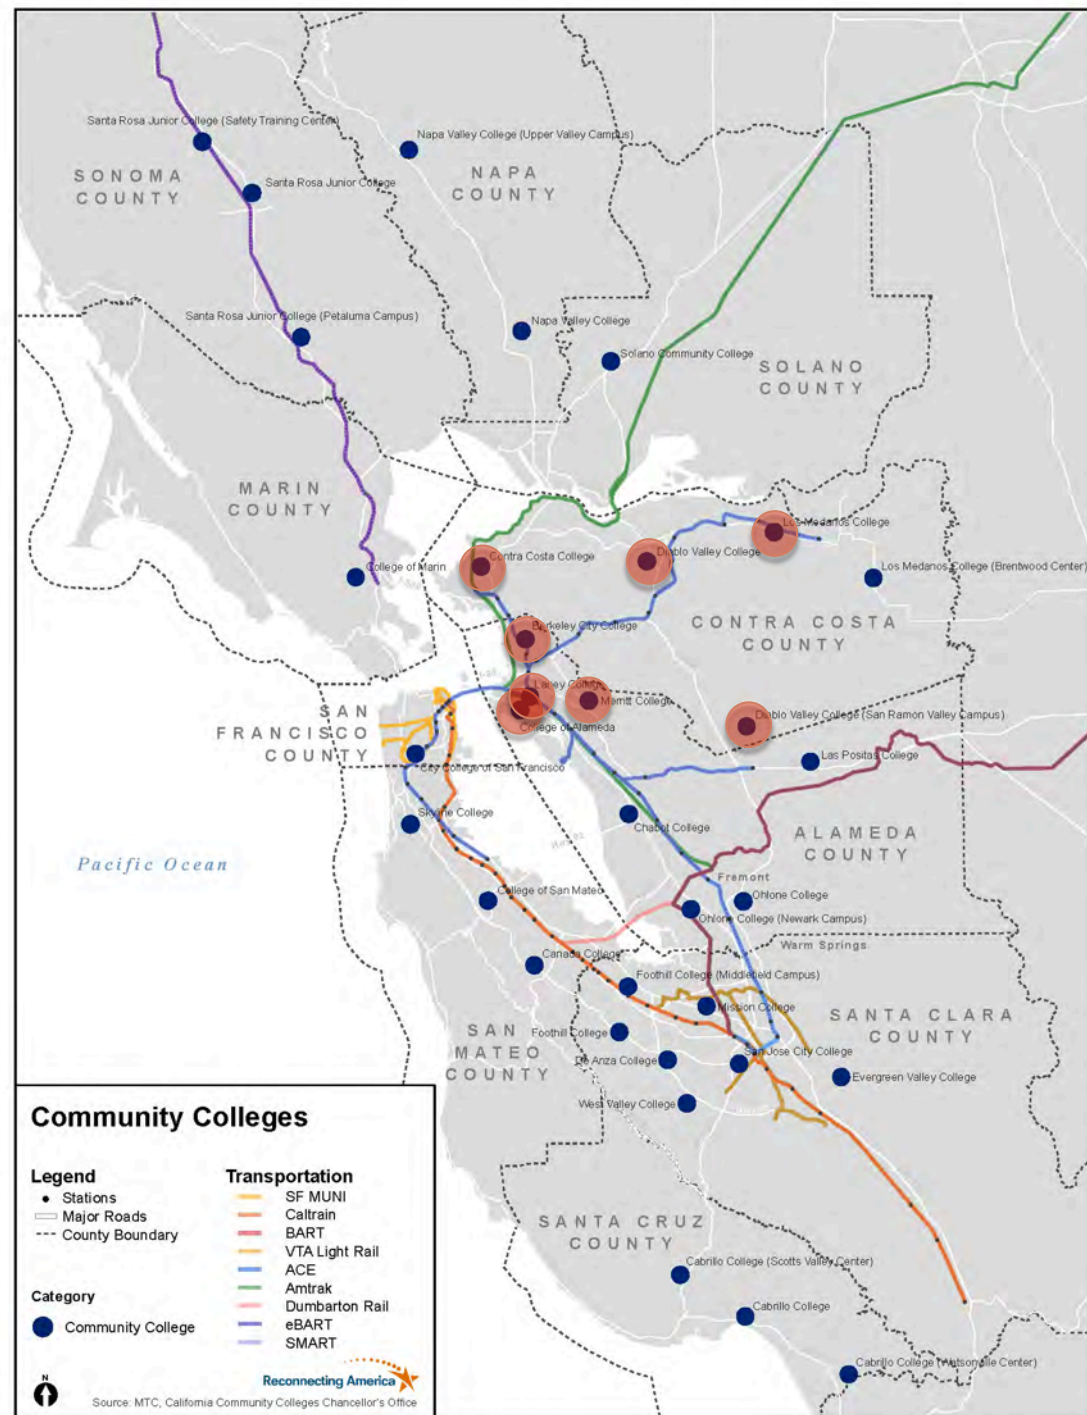 Santa Rosa Junior College (Safety Training Center)
Napa Valley College (Upper Valley Campus)
SONOMA
COUNTY
NAPA
COUNTY
Santa Rosa Junior College
Santa Rosa Junior College (Petaluma Campus)
Napa Valley College
Solano Community College
SOLANO
COUNTY
MARIN
COUNTY
Los Medanos College
Contra Costa College
Diablo Valley College
College of Marin
Los Medanos College (Brentwood Center)
Berkeley City College
CONTRA COSTA
COUNTY
Laney College
Merritt College
SAN
FRANCISCO
COUNTY
College of Alameda
Diablo Valley College (San Ramon Valley Campus)
City College of San Francisco
Las Positas College
Skyline College
Chabot College
ALAMEDA
COUNTY
Pacific Ocean
Fremont
College of San Mateo
Ohlone College
Ohlone College (Newark Campus)
Warm Springs
Canada College
Foothill College (Middlefield Campus)
Mission College
SANTA CLARA
COUNTY
SAN
MATEO
COUNTY
Foothill College
De Anza College
San Jose City College
Evergreen Valley College
West Valley College
SANTA CRUZ
COUNTY
Cabrillo College (Scotts Valley Center)
Cabrillo College
Cabrillo College (Watsonville Center)
Community Colleges
Legend
Stations
Major Roads
County Boundary
Category
Community College
Transportation
SF MUNI
Caltrain
BART
VTA Light Rail
ACE
Amtrak
Dumbarton Rail
eBART
SMART
N
Reconnecting America
Source: MTC, California Community Colleges Chancellor's Office